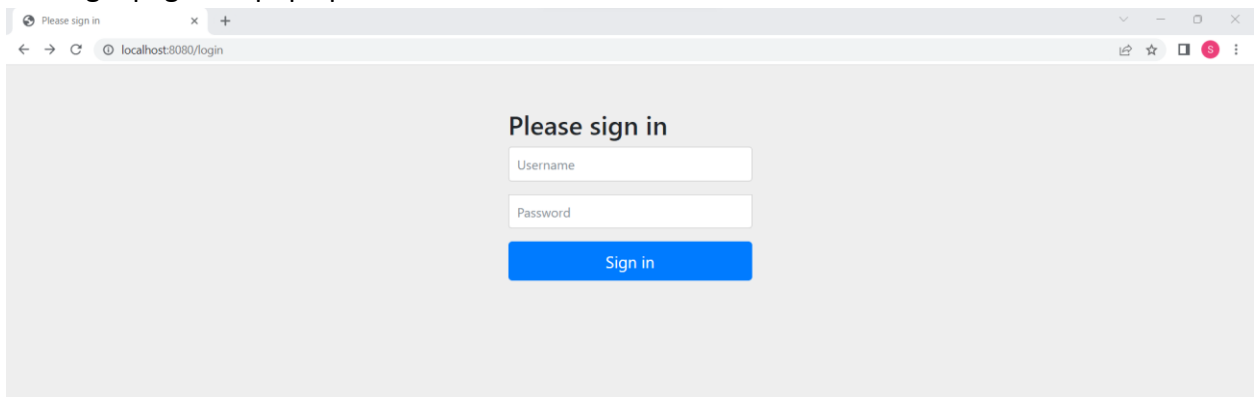 Please sign in
localhost:8080/login
S
Please sign in
Username
Password
Sign in